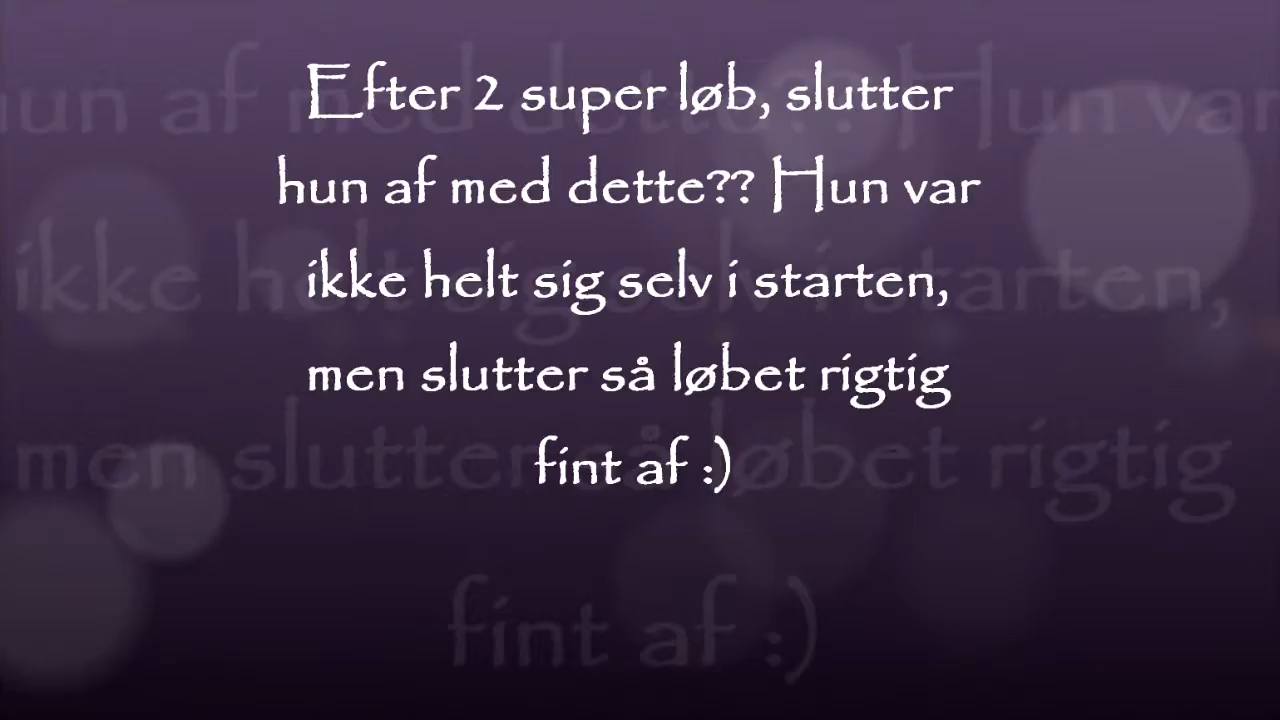 Efter 2 super løb, slutter
hun af med dette?? Hun var
ikke helt sig selv i starten,
men slutter så løbet rigtig
fint af :)